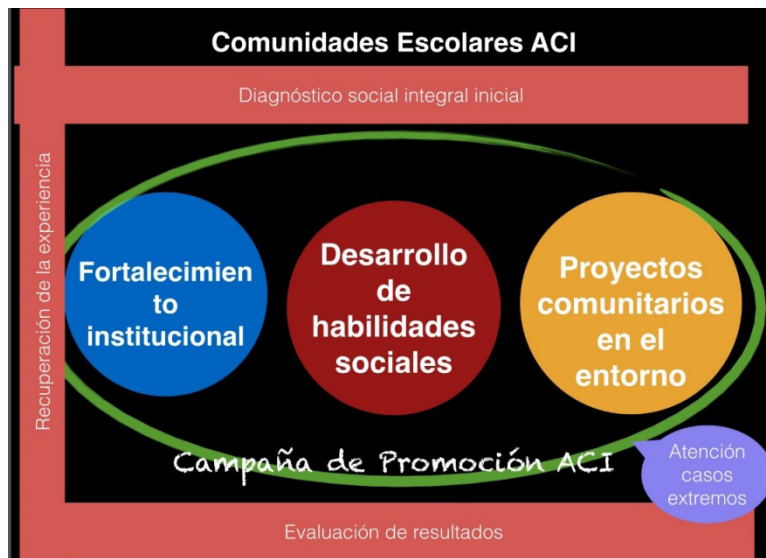 Comunidades Escolares ACI
Diagnóstico social integral inicial
Recuperación de la experiencia
Fortalecimien
to
institucional
Desarrollo
de
habilidades
sociales
Proyectos
comunitarios
en el
entorno
Campaña de Promoción ACI
Atención
casos
extremos
Evaluación de resultados